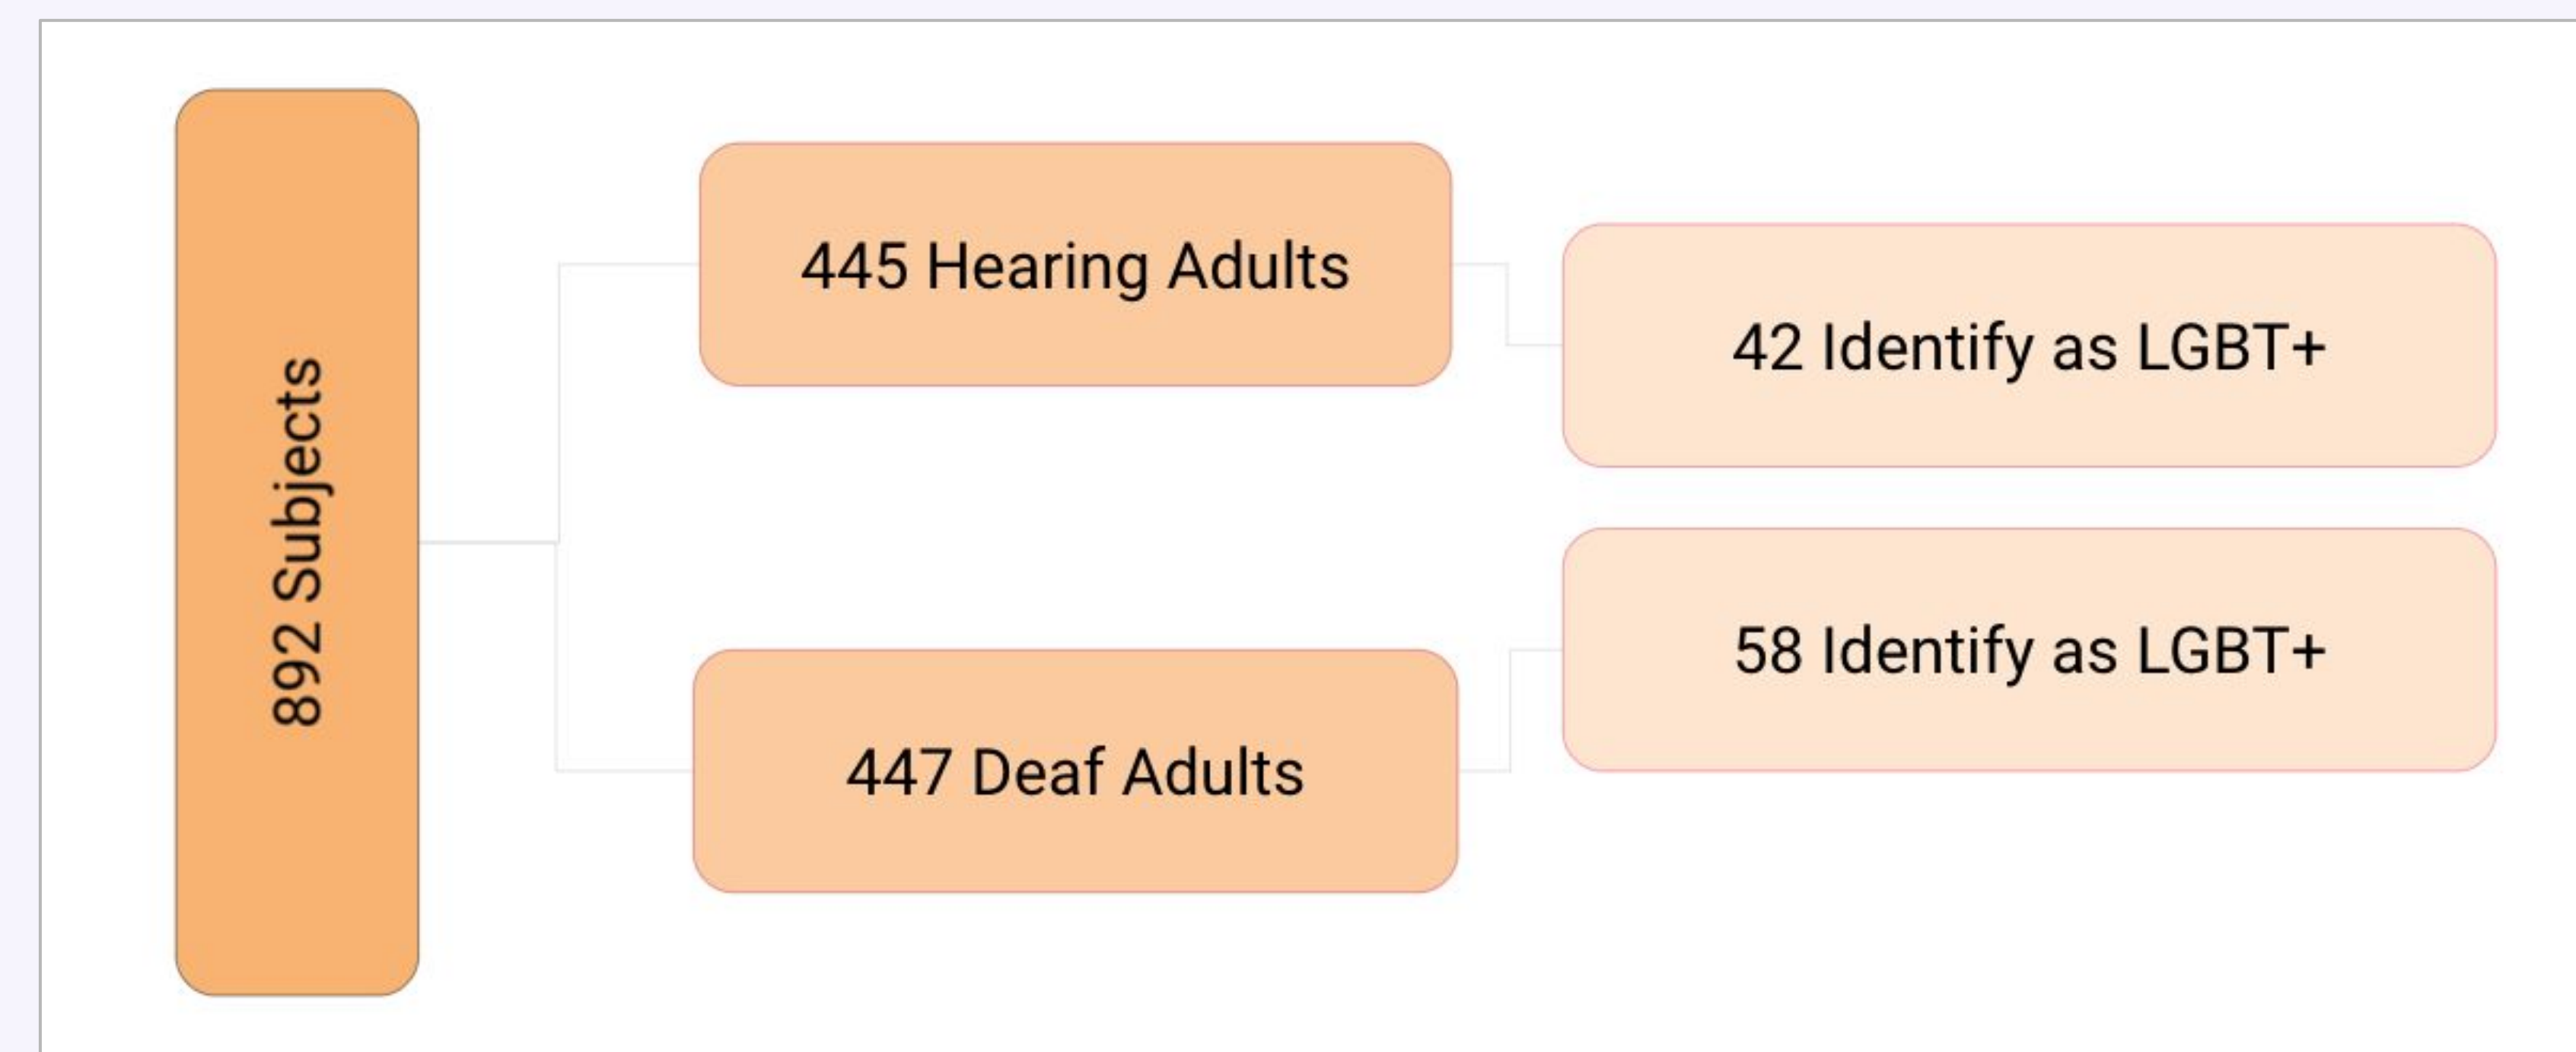 892 Subjects
445 Hearing Adults
42 Identify as LGBT+
447 Deaf Adults
58 Identify as LGBT+